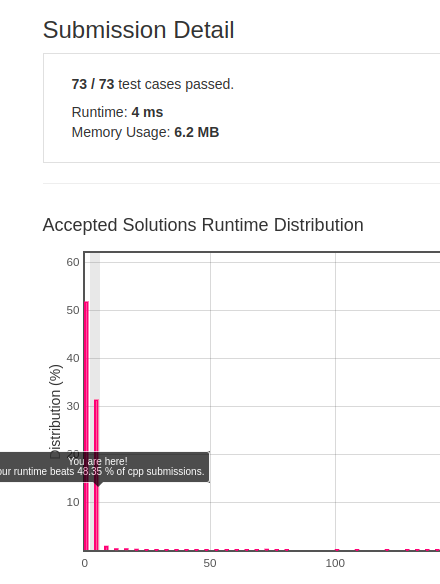 Submission Detail
73 / 73 test cases passed.
Runtime: 4 ms
Memory Usage: 6.2 MB
Accepted Solutions Runtime Distribution
60
50
40
30
20
10
Distribution (%)
You are here!
our runtime beats 48.35 % of cpp submissions.
0
50
100